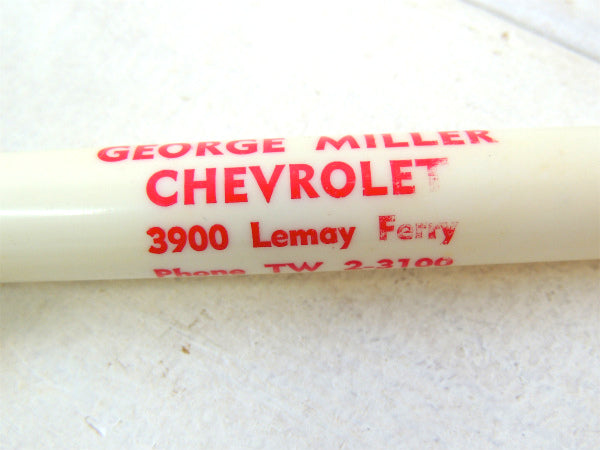 GEORGE MILLER
CHEVROLET
3900 Lemay Ferry
Phone TW 2-3100